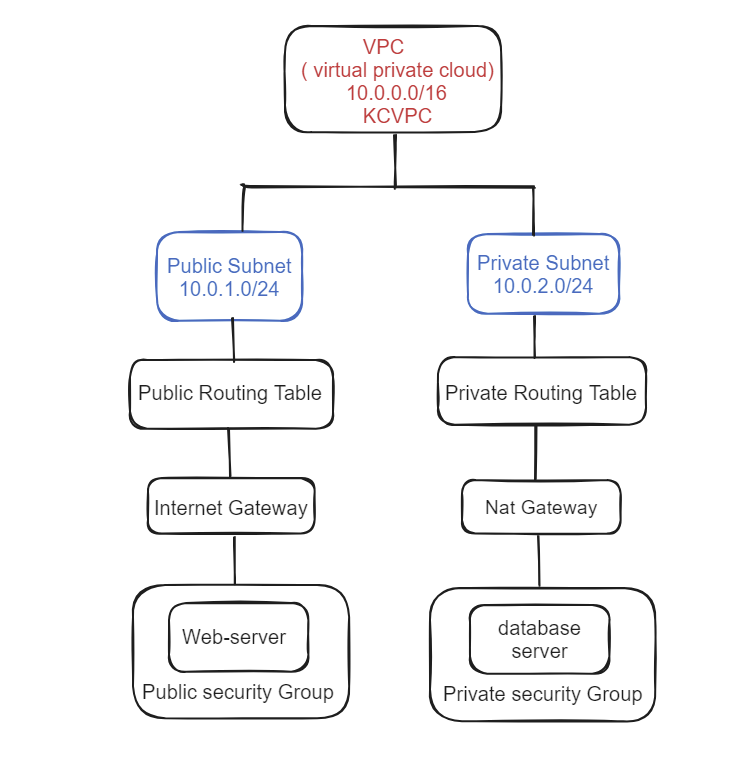 VPC
( virtual private cloud)
10.0.0.0/16
KCVPC
Public Subnet
10.0.1.0/24
Private Subnet
10.0.2.0/24
Public Routing Table
Private Routing Table
Internet Gateway
Nat Gateway
Web-server
Public security Group
database
server
Private security Group